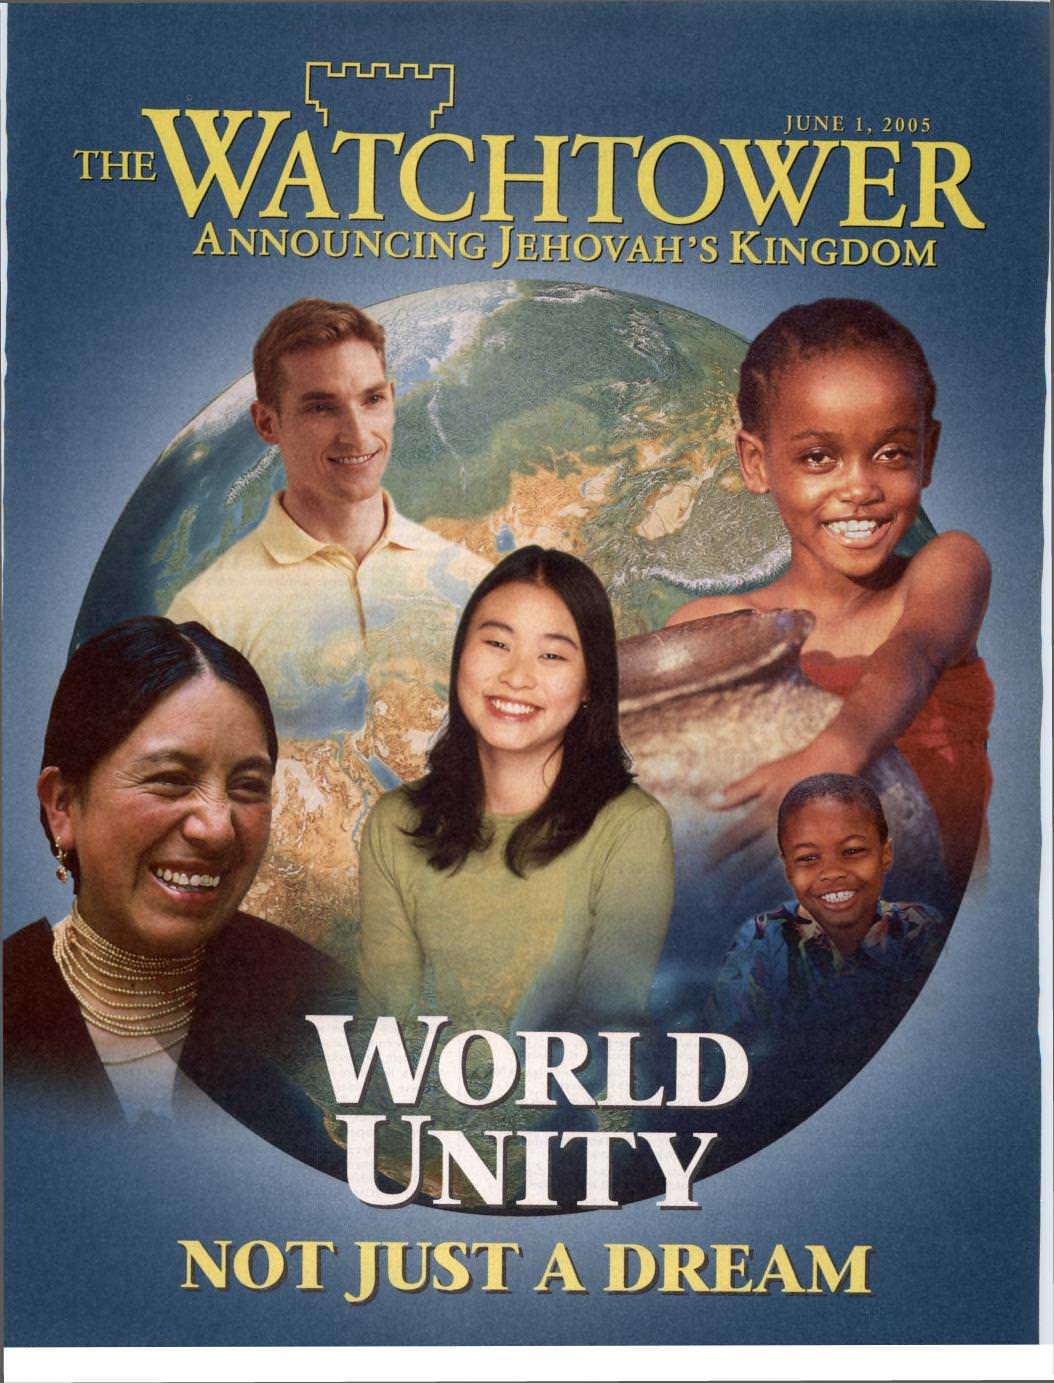 JUNE 1, 2005
THE WATCHTOWER
ANNOUNCING JEHOVAH'S KINGDOM
WORLD
UNITY
NOT JUST A DREAM